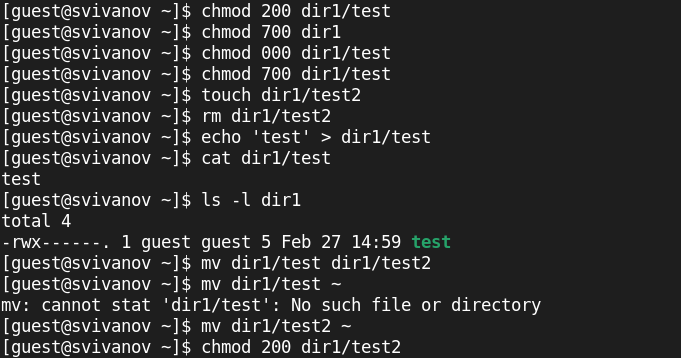 [guest@svivanov ~]$ chmod 200 dir1/test
[guest@svivanov ~]$ chmod 700 dir1
[guest@svivanov ~]$ chmod 000 dir1/test
[guest@svivanov ~]$ chmod 700 dir1/test
[guest@svivanov ~]$ touch dir1/test2
[guest@svivanov ~]$ rm dir1/test2
[guest@svivanov ~]$ echo 'test' > dir1/test
[guest@svivanov ~]$ cat dir1/test
test
[guest@svivanov ~]$ ls -l dir1
total 4
-rwx------. 1 guest guest 5 Feb 27 14:59 test
[guest@svivanov ~]$ mv dir1/test dir1/test2
[guest@svivanov ~]$ mv dir1/test ~
mv: cannot stat 'dir1/test': No such file or directory
[guest@svivanov ~]$ mv dir1/test2 ~
[guest@svivanov ~]$ chmod 200 dir1/test2